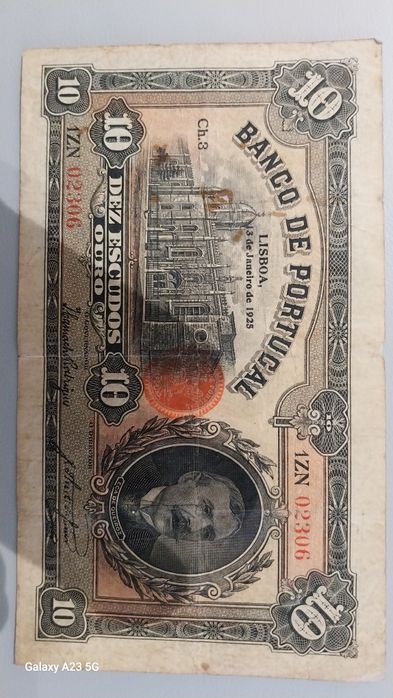 10
10
BANCO DE PORTUGAL
Ch.3
LISBOA,
13 de Janeiro de 1925
1ZN 02306
1ZN 02306
10
DEZ ESCUDOS
OURO
10
10
10
Galaxy A23 5G